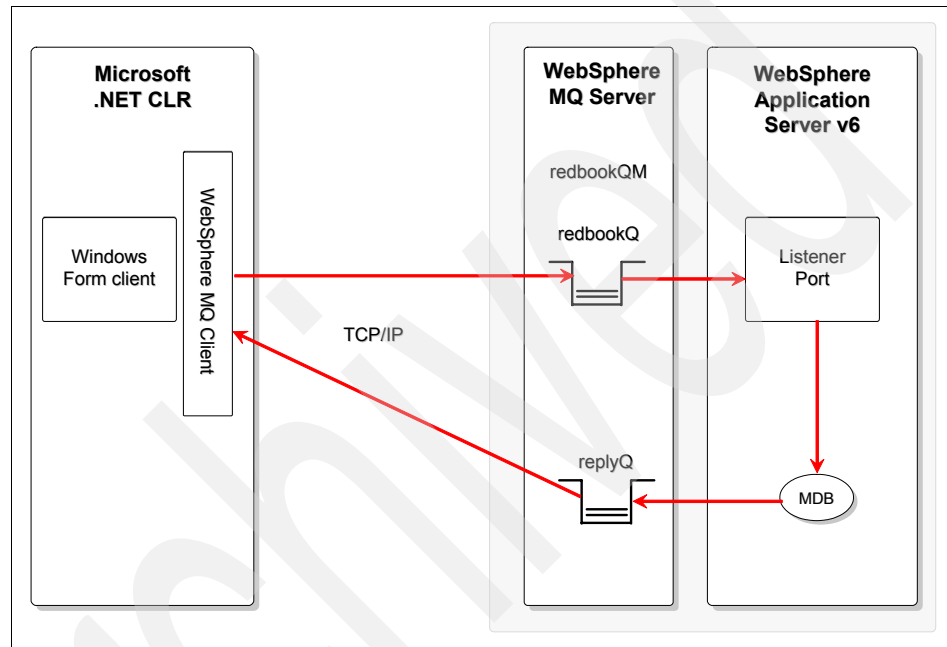 Microsoft
.NET CLR
Windows
Form client
WebSphere MQ Client
TCP/IP
WebSphere
MQ Server
redbookQM
redbookQ
replyQ
WebSphere
Application
Server v6
Listener
Port
MDB